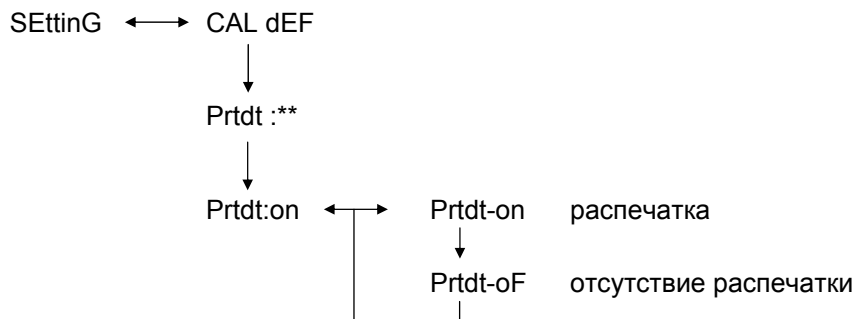 SEttinG CAL dEF
Prtdt :**
Prtdt:on Prtdt-on распечатка
Prtdt-oF отсутствие распечатки